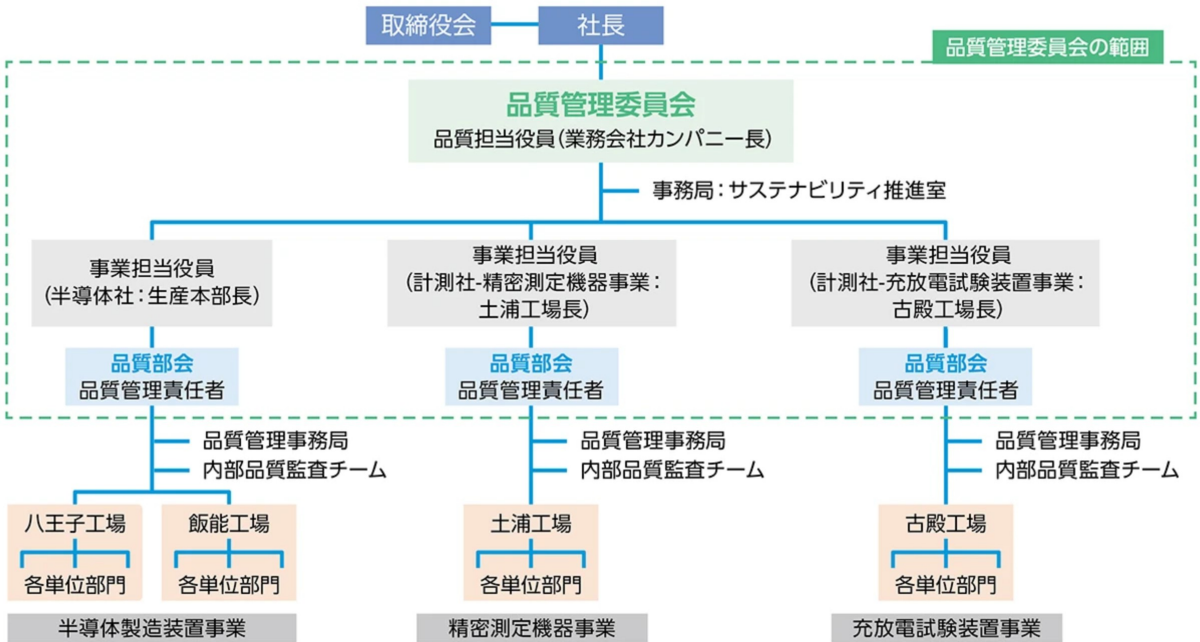 取締役会
社長
品質管理委員会の範囲
品質管理委員会
品質担当役員(業務会社カンパニー長)
事務局：サステナビリティ推進室
事業担当役員
(半導体社：生産本部長)
事業担当役員
(計測社-精密測定機器事業：
土浦工場長)
事業担当役員
(計測社-充放電試験装置事業：
古殿工場長)
品質部会
品質管理責任者
品質部会
品質管理責任者
品質部会
品質管理責任者
品質管理事務局
内部品質監査チーム
品質管理事務局
内部品質監査チーム
品質管理事務局
内部品質監査チーム
八王子工場
各単位部門
飯能工場
各単位部門
土浦工場
各単位部門
古殿工場
各単位部門
半導体製造装置事業
精密測定機器事業
充放電試験装置事業